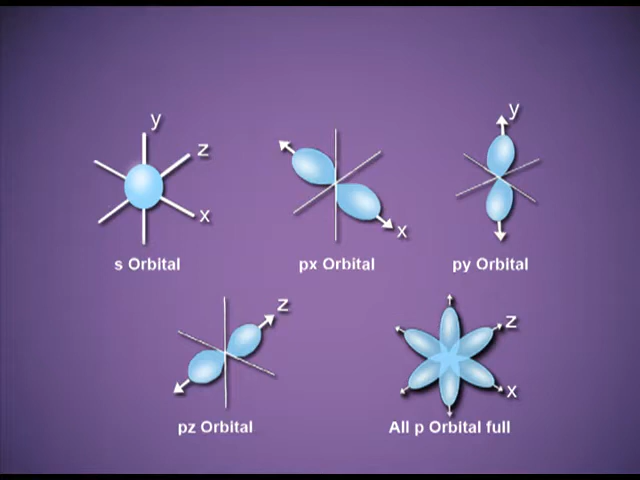 y
z
x
s Orbital
x
px Orbital
y
py Orbital
z
pz Orbital
z
x
All p Orbital full